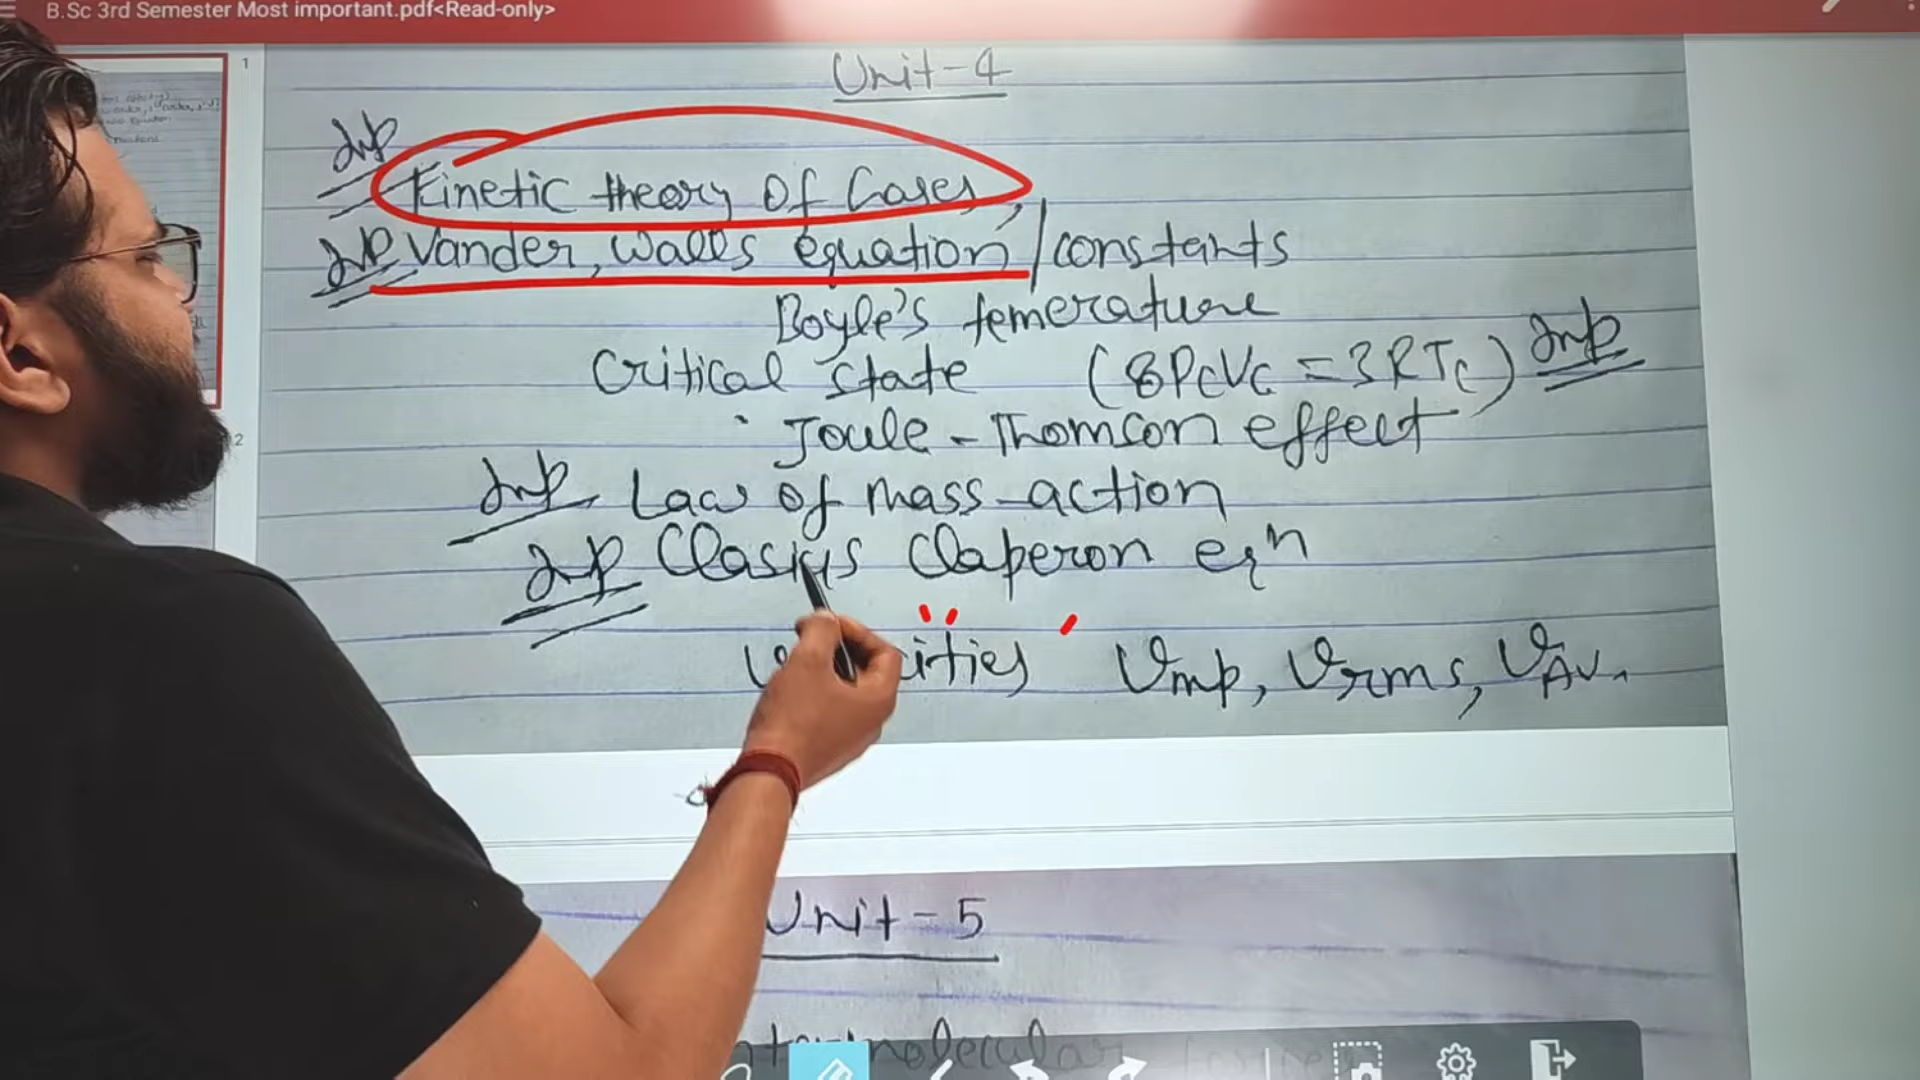 B.Sc 3rd Semester Most important.pdf<Read-only>
1
Unit-4
Imp Kinetic theory of Gases,
Imp Vander, walls equation / constants
Boyle's temerature
Critical state (8PcVc = 3RTc) Imp
Joule - Thomson effect
Imp. Law of mass-action
Imp Clasius Claperon eqⁿ
2
Vmp, Vrms, VAv.
Unit-5